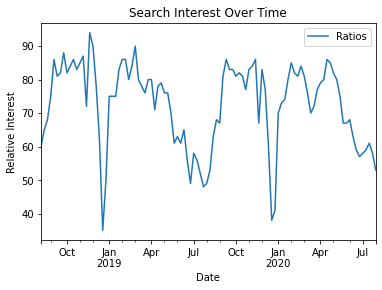 Search Interest Over Time
Ratios
90
80
70
60
50
40
Relative Interest
Oct
Jan
2019
Apr
Jul
Oct
Jan
2020
Apr
Jul
Date